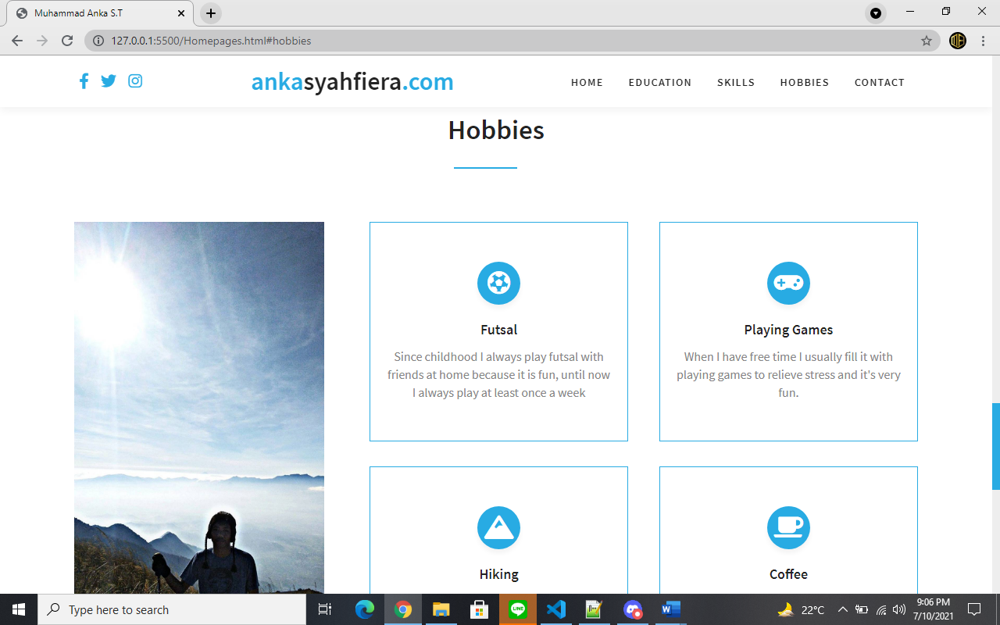 Muhammad Anka S.T
127.0.0.1:5500/Homepages.html#hobbies
ankasyahfiera.com
HOME EDUCATION SKILLS HOBBIES CONTACT
Hobbies
Futsal
Since childhood I always play futsal with
friends at home because it is fun, until now
I always play at least once a week
Playing Games
When I have free time I usually fill it with
playing games to relieve stress and it's very
fun.
Hiking
Coffee
Type here to search
LINE
22°C
9:06 PM
7/10/2021